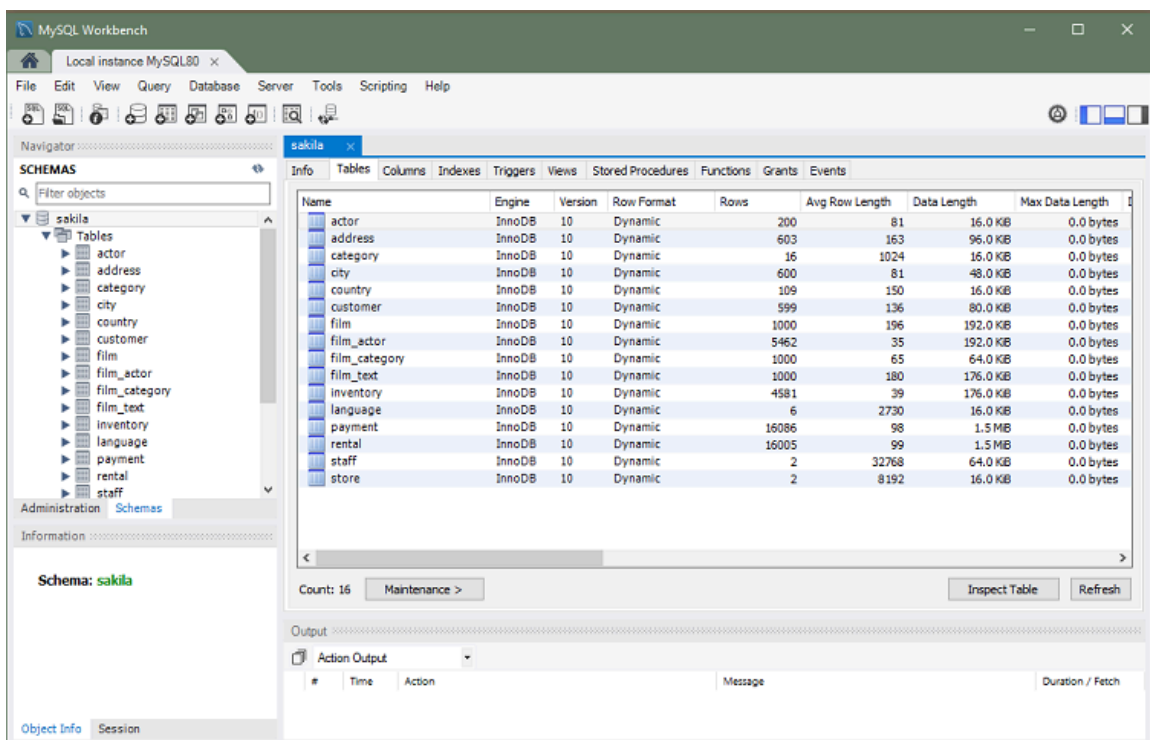 MySQL Workbench
Local instance MySQL80
File Edit View Query Database Server Tools Scripting Help
Navigator
SCHEMAS
Filter objects
sakila
Tables
actor
address
category
city
country
customer
film
film_actor
film_category
film_text
inventory
language
payment
rental
staff
Administration Schemas
Information
Schema: sakila
Object Info Session
sakila
Info Tables Columns Indexes Triggers Views Stored Procedures Functions Grants Events
Name Engine Version Row Format Rows Avg Row Length Data Length Max Data Length
actor InnoDB 10 Dynamic 200 81 16.0 KiB 0.0 bytes
address InnoDB 10 Dynamic 603 163 96.0 KiB 0.0 bytes
category InnoDB 10 Dynamic 16 1024 16.0 KiB 0.0 bytes
city InnoDB 10 Dynamic 600 81 48.0 KiB 0.0 bytes
country InnoDB 10 Dynamic 109 150 16.0 KiB 0.0 bytes
customer InnoDB 10 Dynamic 599 136 80.0 KiB 0.0 bytes
film InnoDB 10 Dynamic 1000 196 192.0 KiB 0.0 bytes
film_actor InnoDB 10 Dynamic 5462 35 192.0 KiB 0.0 bytes
film_category InnoDB 10 Dynamic 1000 65 64.0 KiB 0.0 bytes
film_text InnoDB 10 Dynamic 1000 180 176.0 KiB 0.0 bytes
inventory InnoDB 10 Dynamic 4581 39 176.0 KiB 0.0 bytes
language InnoDB 10 Dynamic 6 2730 16.0 KiB 0.0 bytes
payment InnoDB 10 Dynamic 16086 98 1.5 MiB 0.0 bytes
rental InnoDB 10 Dynamic 16005 99 1.5 MiB 0.0 bytes
staff InnoDB 10 Dynamic 2 32768 64.0 KiB 0.0 bytes
store InnoDB 10 Dynamic 2 8192 16.0 KiB 0.0 bytes
Count: 16 Maintenance > Inspect Table Refresh
Output
Action Output
# Time Action Message Duration / Fetch